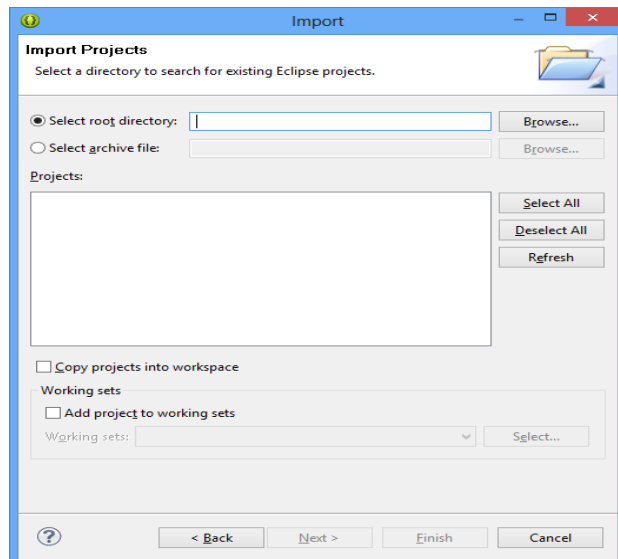 Import
Import Projects
Select a directory to search for existing Eclipse projects.
Select root directory: Browse...
Select archive file: Browse...
Projects:
Select All
Deselect All
Refresh
Copy projects into workspace
Working sets
Add project to working sets
Working sets: Select...
? < Back Next > Finish Cancel